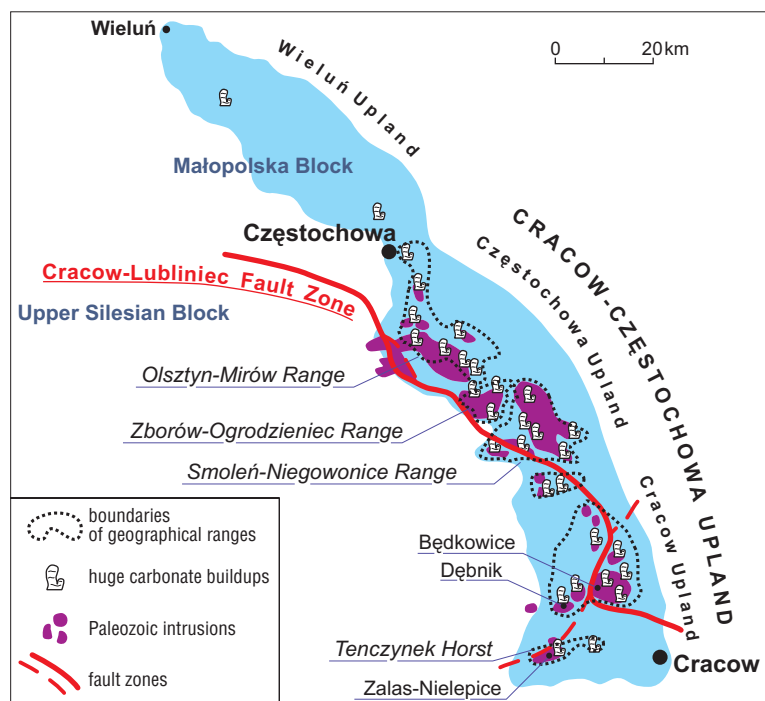 Wieluń
0 20 km
Wieluń Upland
Małopolska Block
CRACOW-CZĘSTOCHOWA UPLAND
Częstochowa
Częstochowa Upland
Cracow-Lubliniec Fault Zone
Upper Silesian Block
Olsztyn-Mirów Range
Zborów-Ogrodzieniec Range
Smoleń-Niegowonice Range
Cracow Upland
boundaries
of geographical ranges
huge carbonate buildups
Paleozoic intrusions
fault zones
Będkowice
Dębnik
Tenczynek Horst
Cracow
Zalas-Nielepice